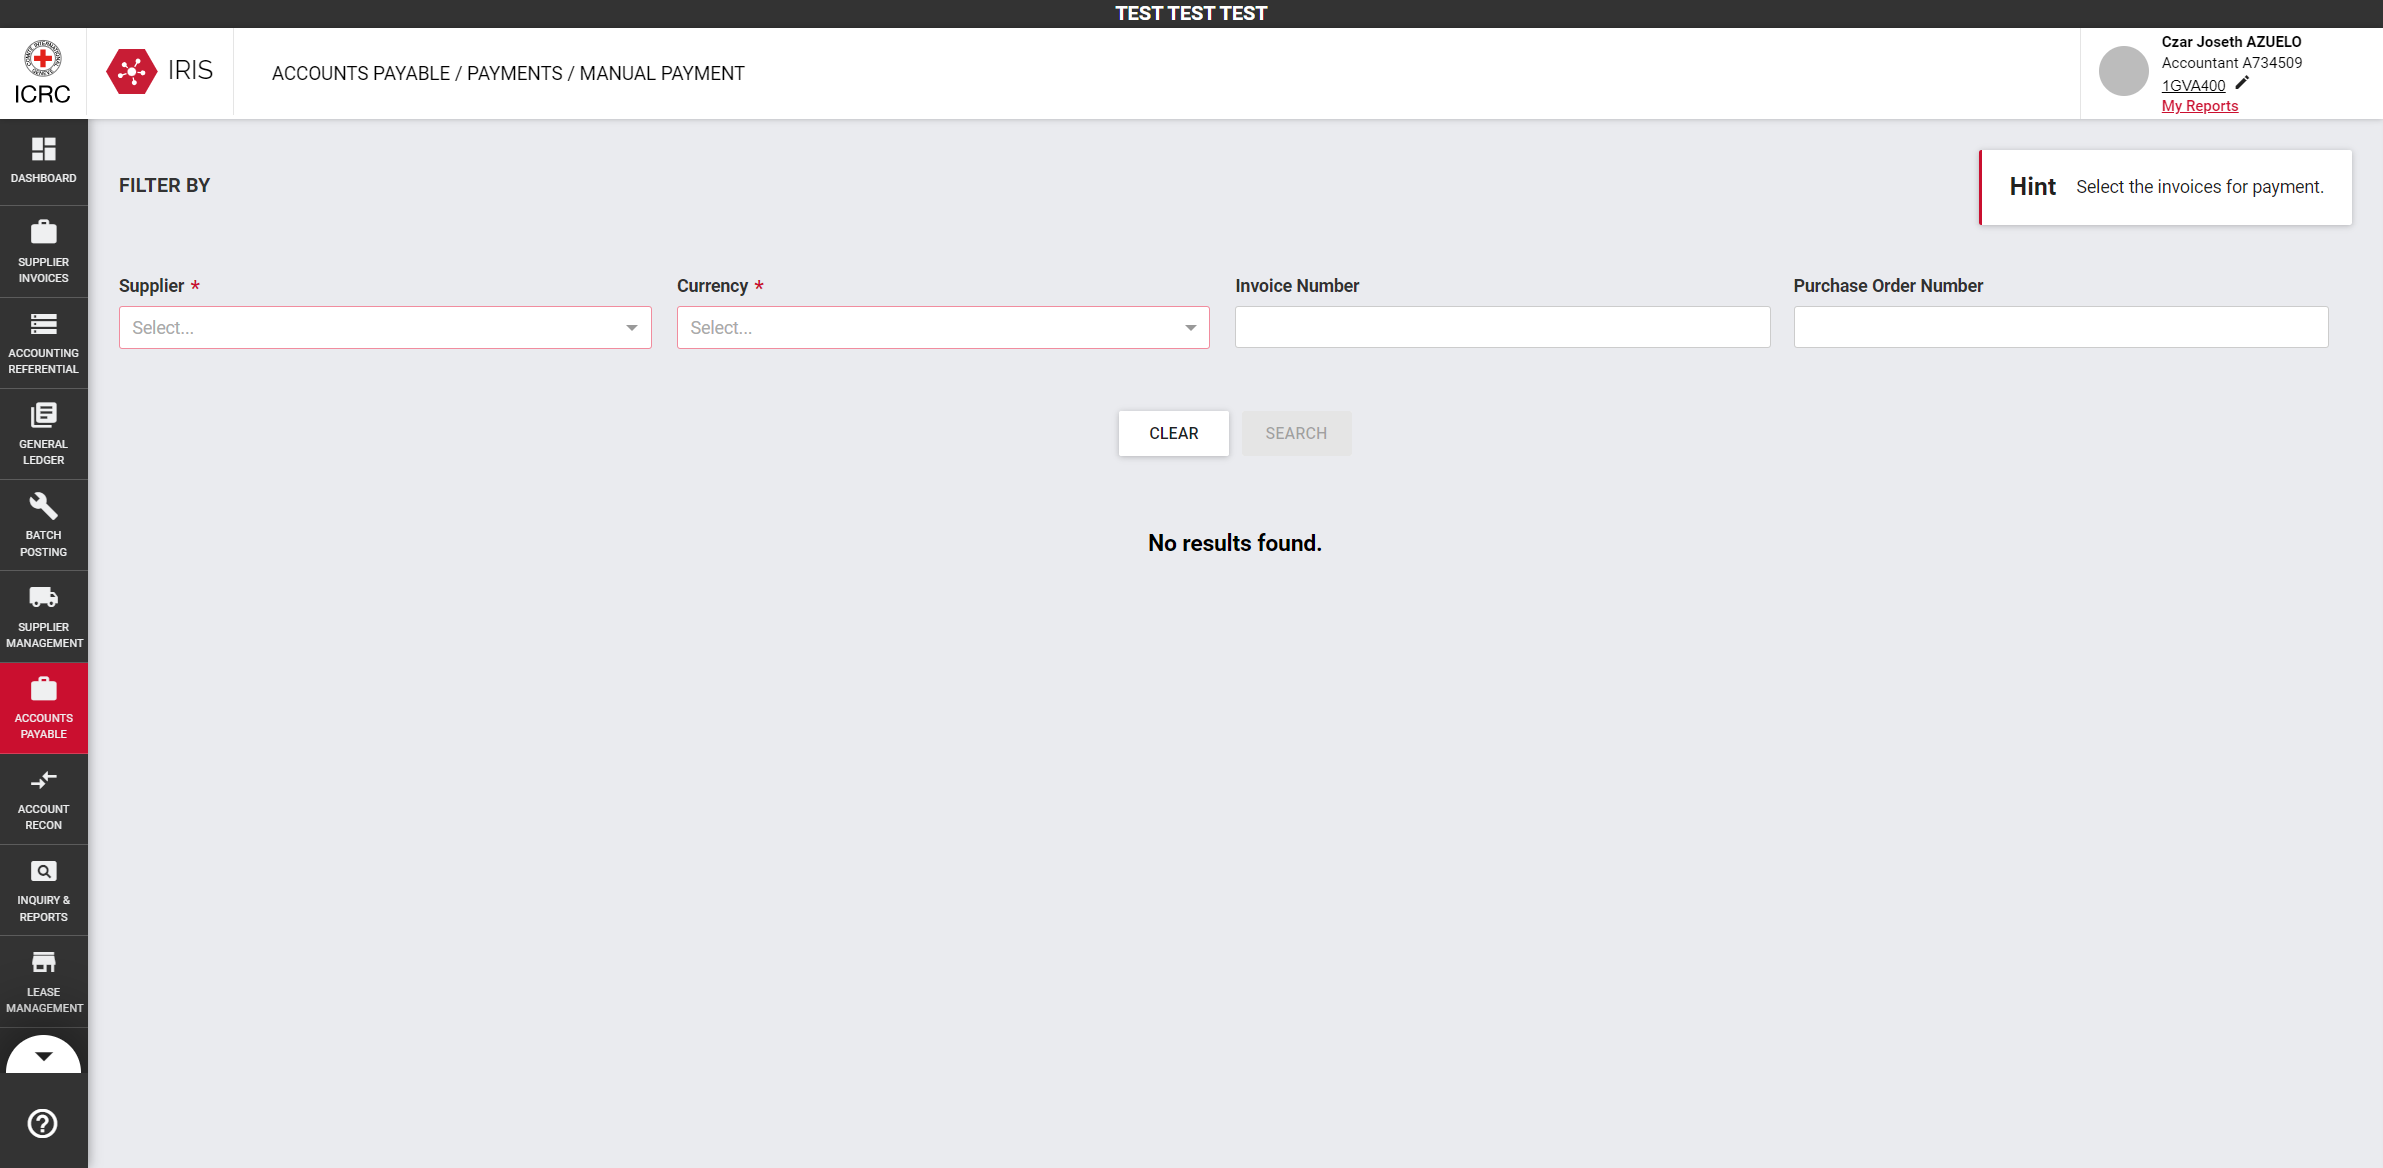 TEST TEST TEST
ICRC
IRIS
ACCOUNTS PAYABLE / PAYMENTS / MANUAL PAYMENT
Czar Joseth AZUELO
Accountant A734509
1GVA400
My Reports
DASHBOARD
SUPPLIER
INVOICES
ACCOUNTING
REFERENTIAL
GENERAL
LEDGER
BATCH
POSTING
SUPPLIER
MANAGEMENT
ACCOUNTS
PAYABLE
ACCOUNT
RECON
INQUIRY &
REPORTS
LEASE
MANAGEMENT
FILTER BY
Hint Select the invoices for payment.
Supplier * Currency * Invoice Number Purchase Order Number
Select... Select...
CLEAR SEARCH
No results found.